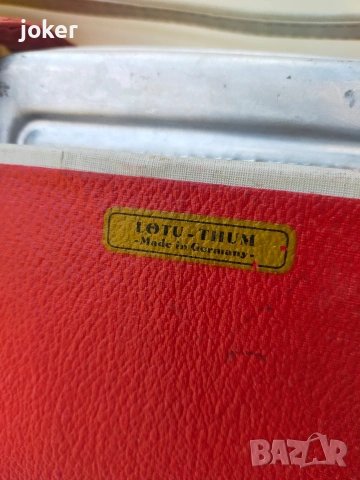 joker
LOTU - THUM
- Made in Germany -
BAZAR